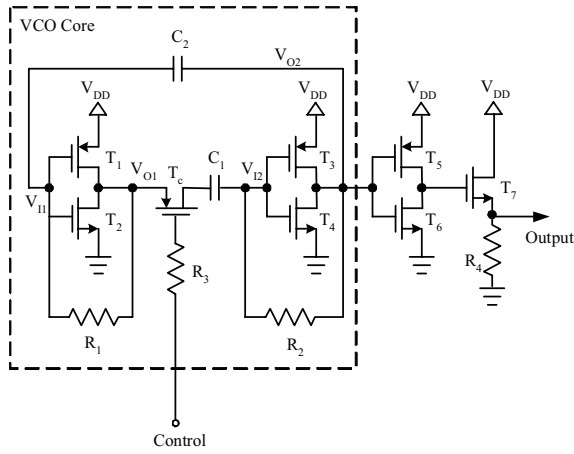 VCO Core
C2
VO2
VDD
VDD
VDD
VDD
T1
VO1
Tc
C1
VI2
T3
T5
T7
VI1
T2
T4
T6
Output
R3
R4
R1
R2
Control